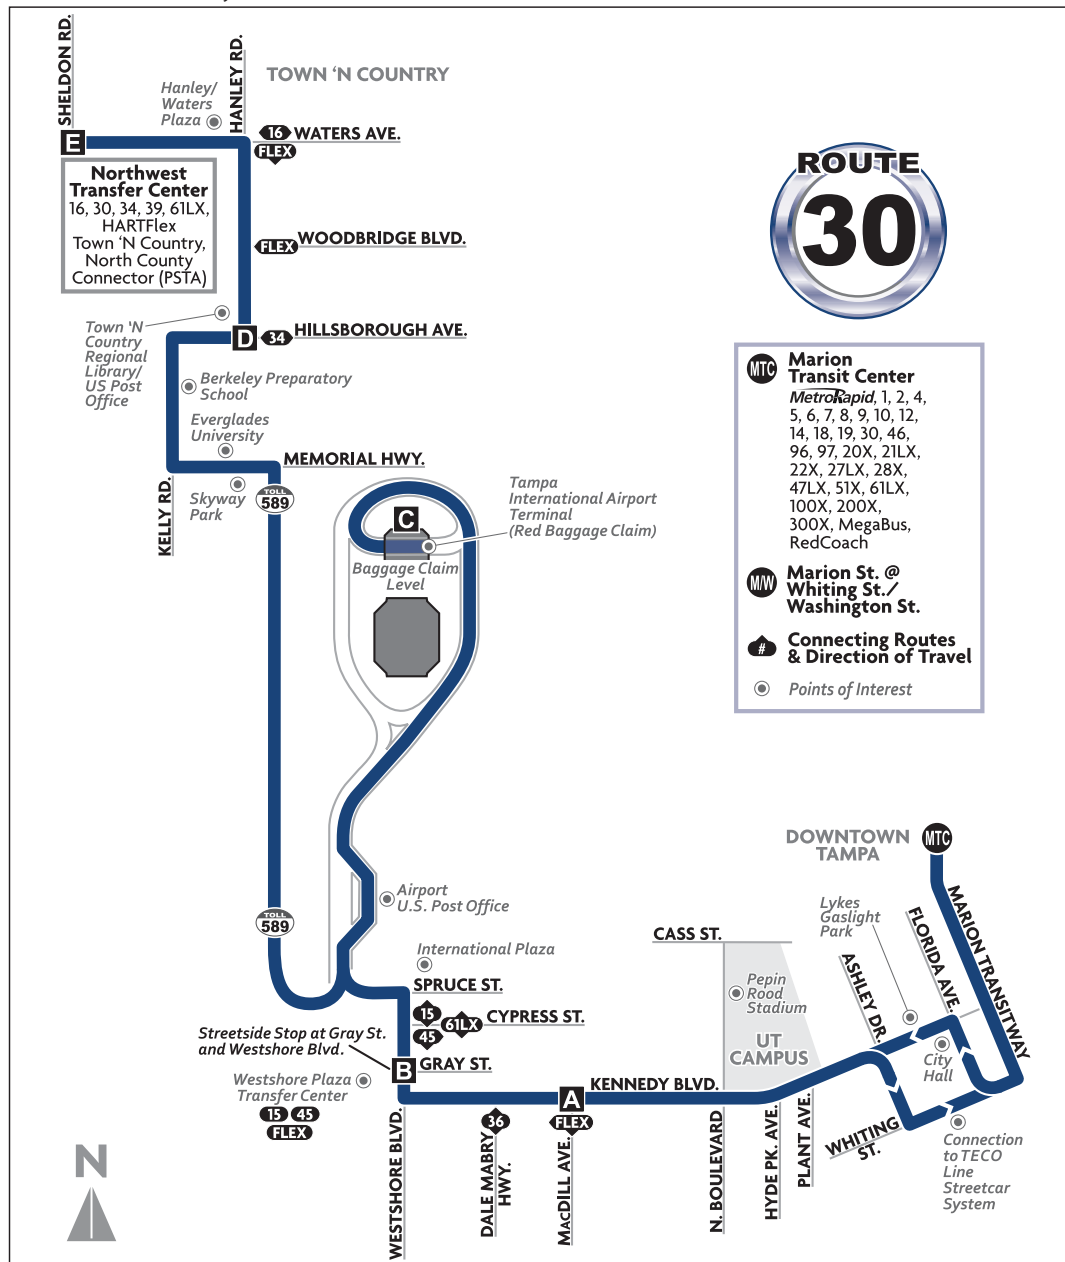 SHELDON RD.
HANLEY RD.
TOWN ‘N COUNTRY
Hanley/
Waters
Plaza
E
16
WATERS AVE.
FLEX
Northwest
Transfer Center
16, 30, 34, 39, 61LX,
HARTFlex
Town ‘N Country,
North County
Connector (PSTA)
FLEX
WOODBRIDGE BLVD.
ROUTE
30
Town ‘N
Country
Regional
Library/
US Post
Office
D
34
HILLSBOROUGH AVE.
Berkeley Preparatory
School
Everglades
University
MEMORIAL HWY.
KELLY RD.
Skyway
Park
TOLL
589
C
Tampa
International Airport
Terminal
(Red Baggage Claim)
Baggage Claim
Level
MTC
Marion
Transit Center
MetroRapid, 1, 2, 4,
5, 6, 7, 8, 9, 10, 12,
14, 18, 19, 30, 46,
96, 97, 20X, 21LX,
22X, 27LX, 28X,
47LX, 51X, 61LX,
100X, 200X,
300X, MegaBus,
RedCoach
M/W
Marion St. @
Whiting St./
Washington St.
#
Connecting Routes
& Direction of Travel
Points of Interest
DOWNTOWN
TAMPA
MTC
TOLL
589
Airport
U.S. Post Office
Lykes
Gaslight
Park
FLORIDA AVE.
MARION TRANSITWAY
CASS ST.
ASHLEY DR.
International Plaza
Pepin
Rood
Stadium
SPRUCE ST.
15
61LX
CYPRESS ST.
45
Streetside Stop at Gray St.
and Westshore Blvd.
UT
CAMPUS
City
Hall
B
GRAY ST.
Westshore Plaza
Transfer Center
15
45
FLEX
KENNEDY BLVD.
A
FLEX
36
WESTSHORE BLVD.
DALE MABRY
HWY.
MACDILL AVE.
N. BOULEVARD
HYDE PK. AVE.
PLANT AVE.
WHITING
ST.
Connection
to TECO
Line
Streetcar
System
N